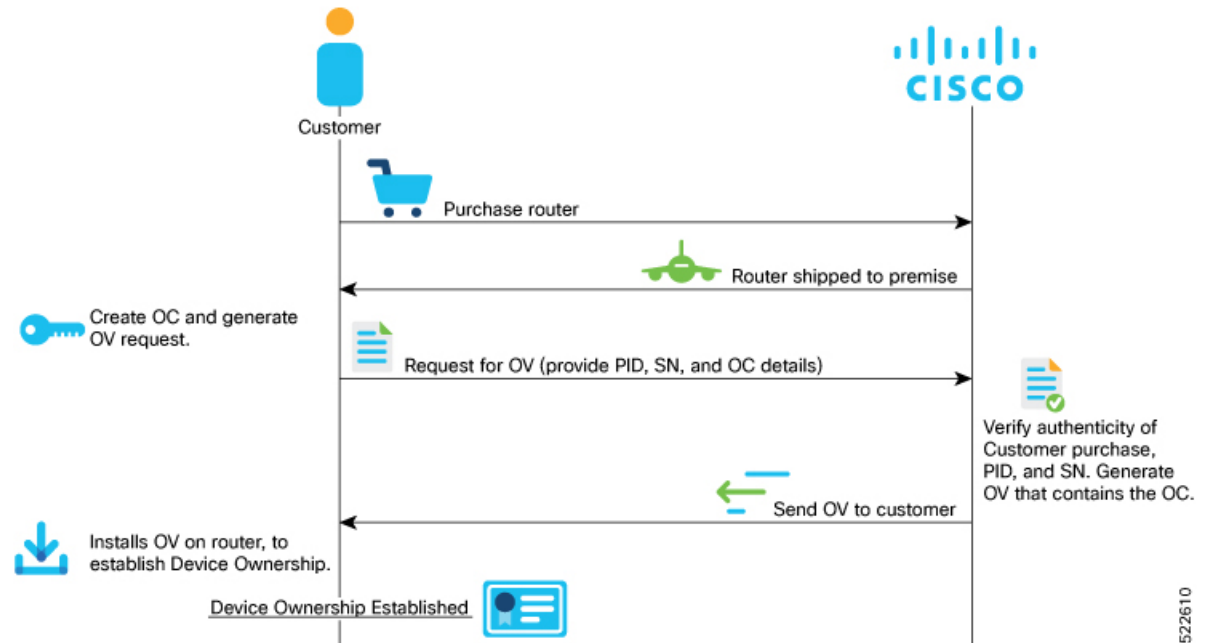 CISCO
Customer
Purchase router
Router shipped to premise
Create OC and generate
OV request.
Request for OV (provide PID, SN, and OC details)
Verify authenticity of
Customer purchase,
PID, and SN. Generate
OV that contains the OC.
Send OV to customer
Installs OV on router, to
establish Device Ownership.
Device Ownership Established
522610